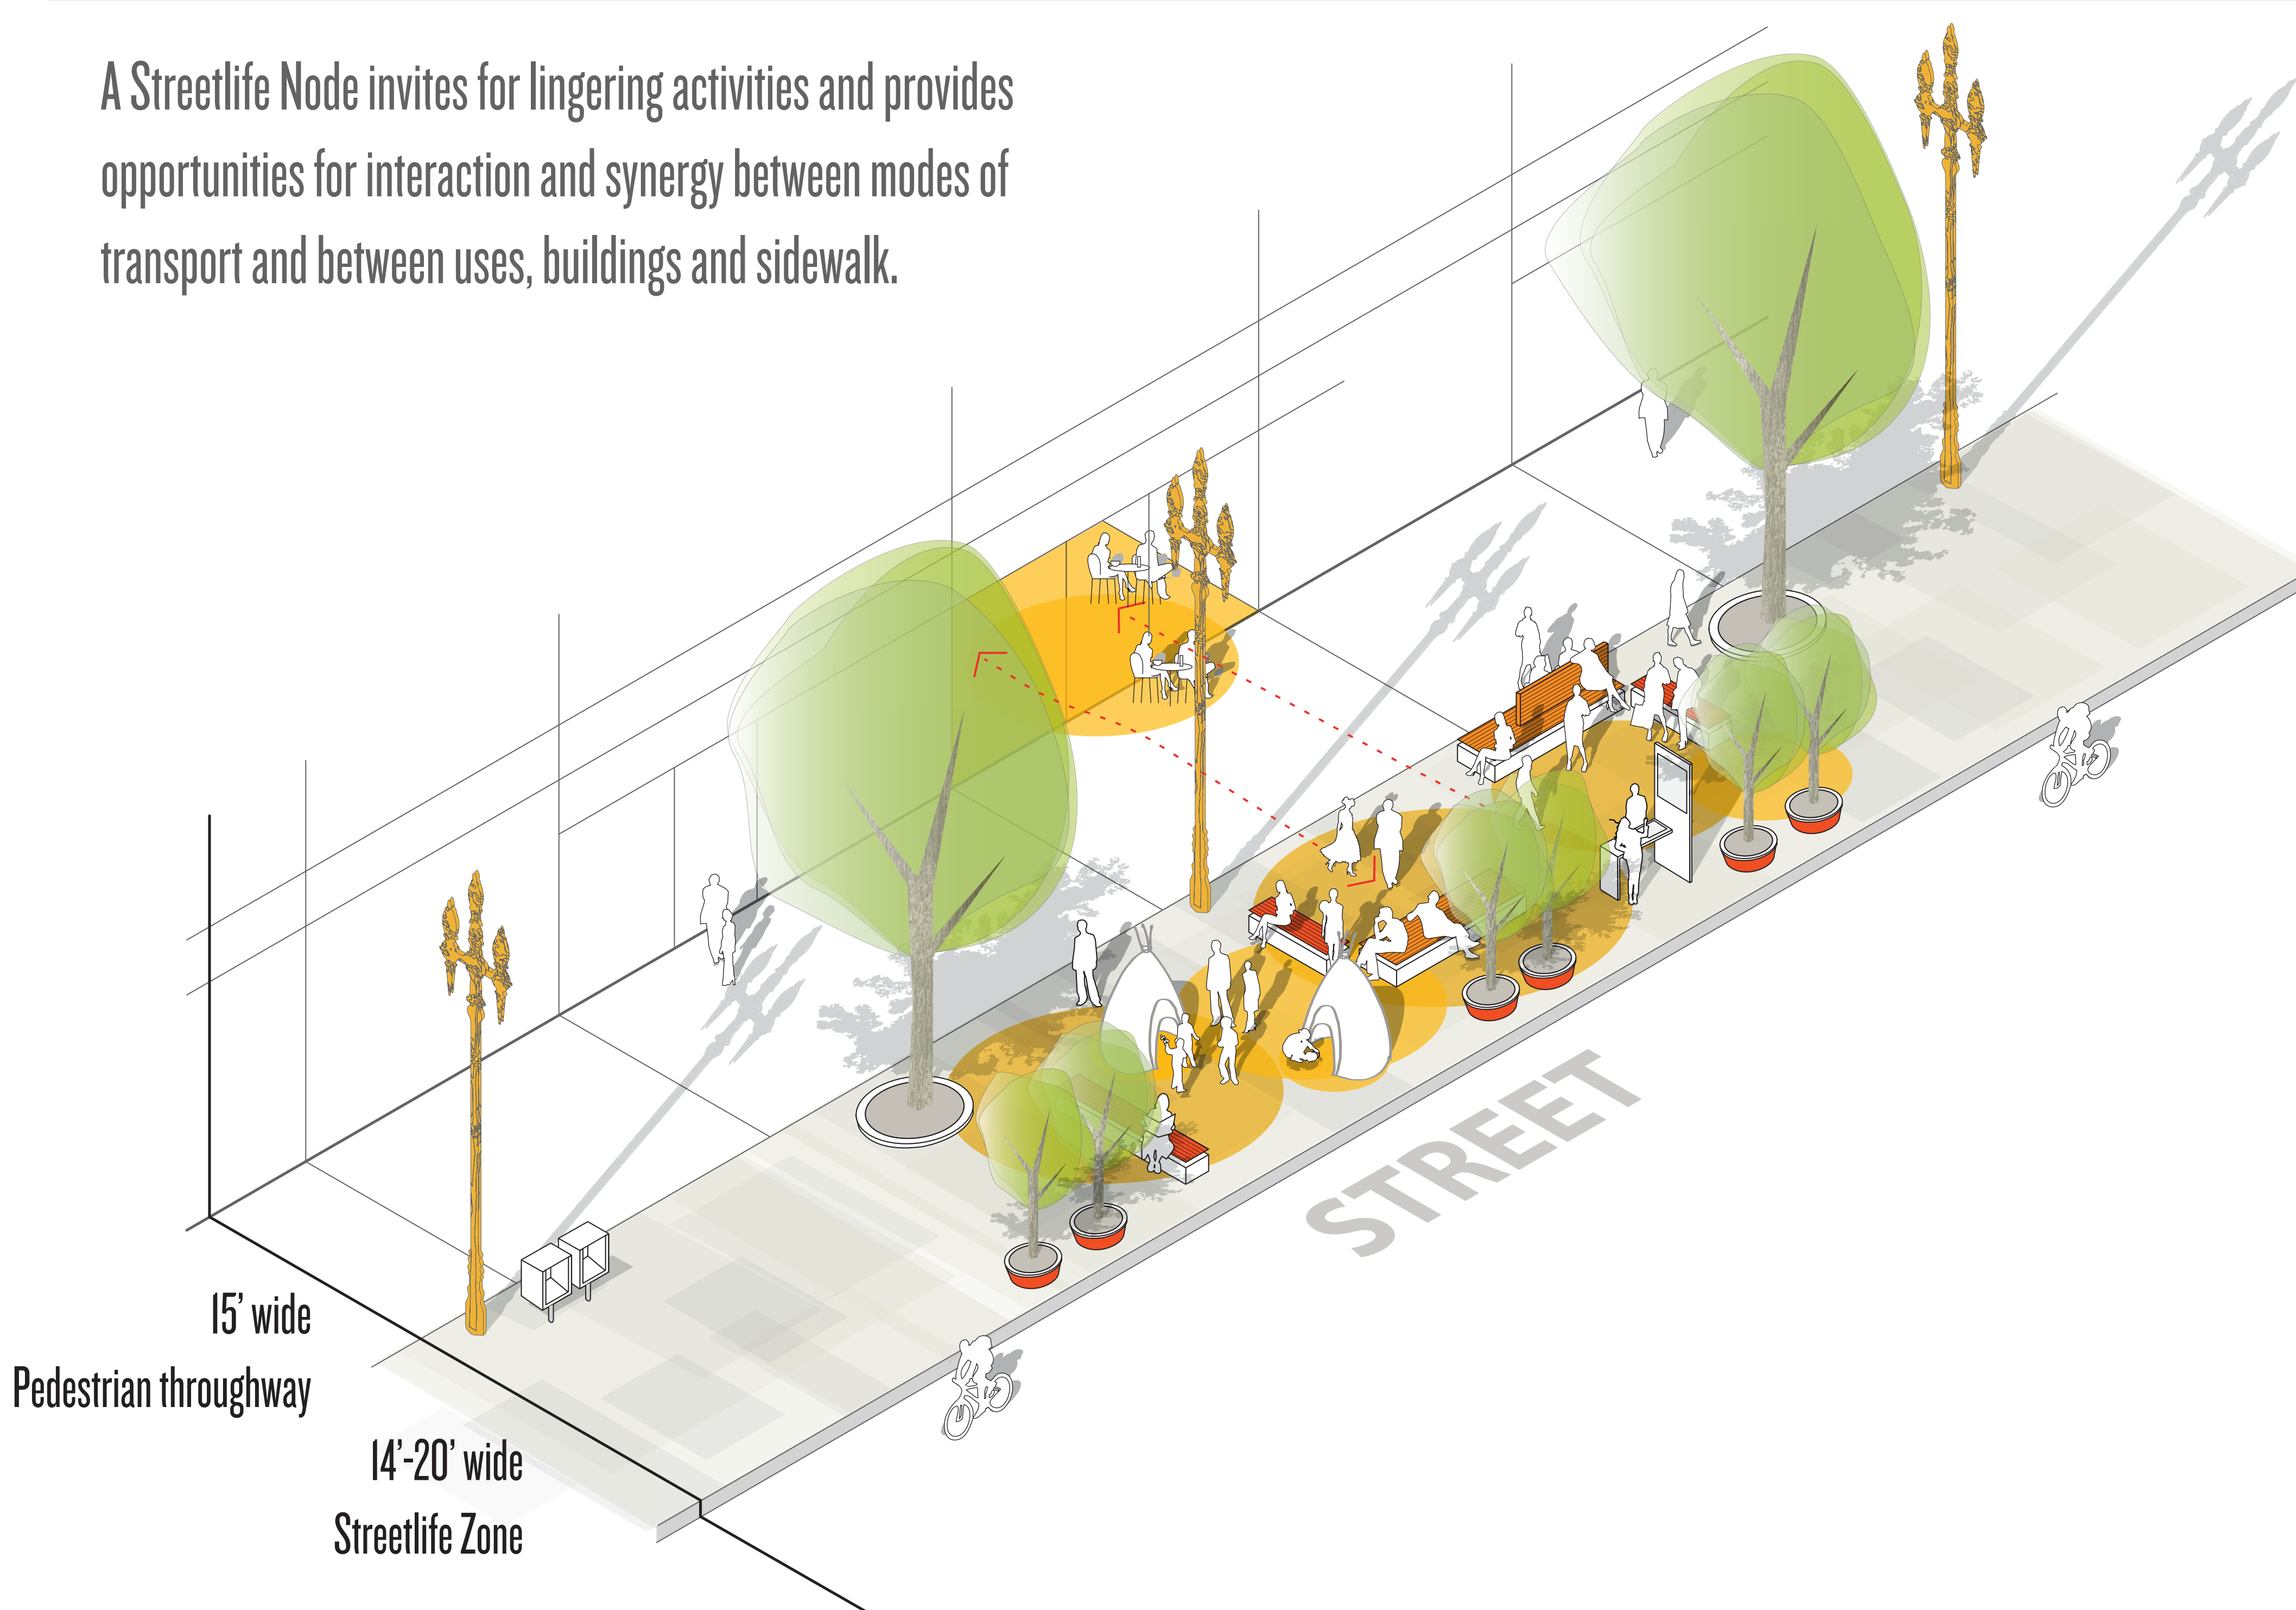 A Streetlife Node invites for lingering activities and provides
opportunities for interaction and synergy between modes of
transport and between uses, buildings and sidewalk.
STREET
15’ wide
Pedestrian throughway
14’-20’ wide
Streetlife Zone